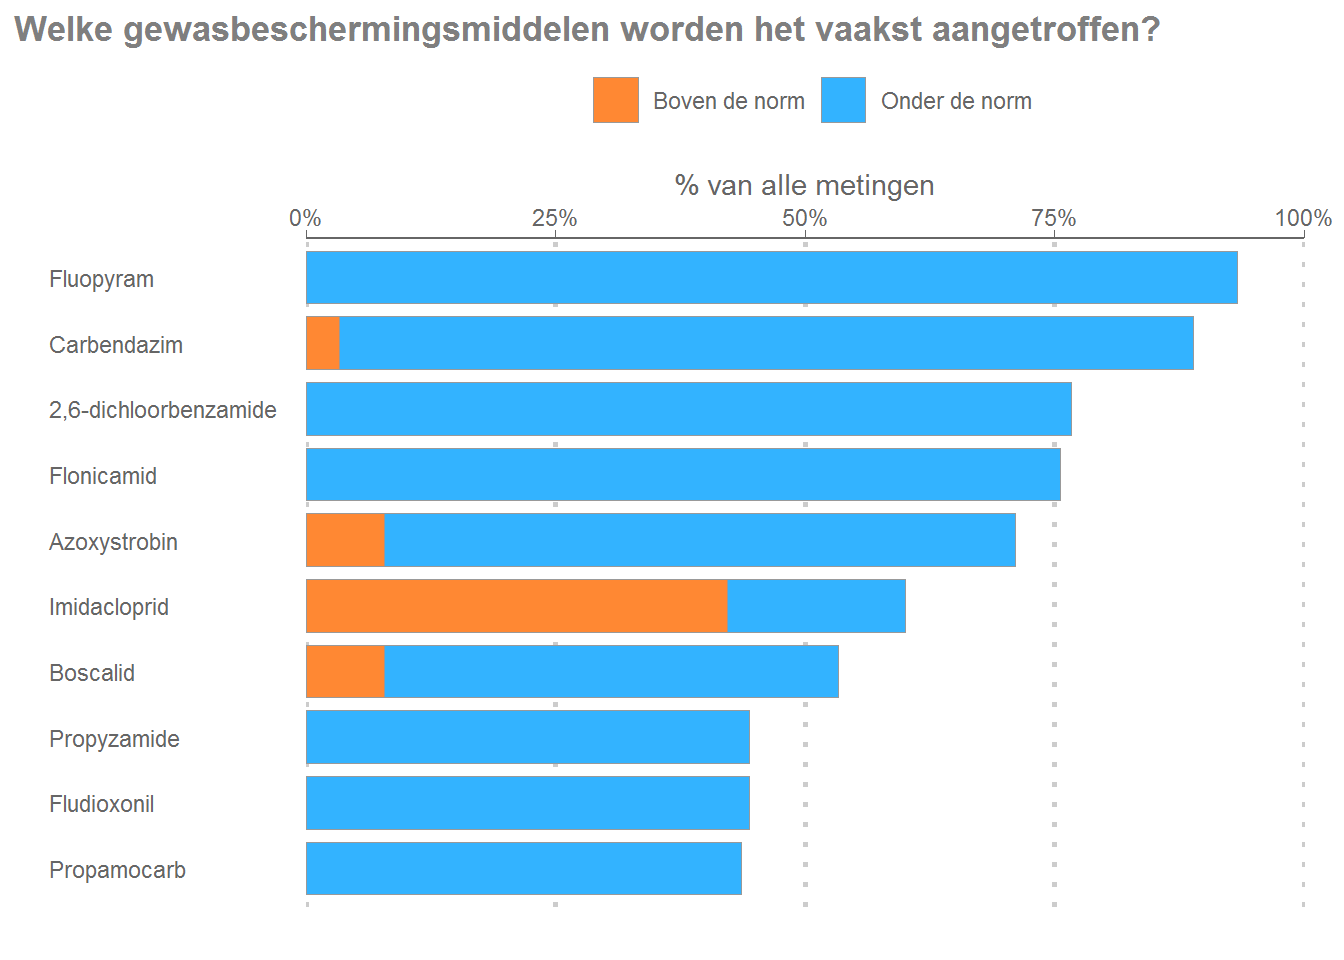 Welke gewasbeschermingsmiddelen worden het vaakst aangetroffen?
Boven de norm Onder de norm
% van alle metingen
0% 25% 50% 75% 100%
Fluopyram
Carbendazim
2,6-dichloorbenzamide
Flonicamid
Azoxystrobin
Imidacloprid
Boscalid
Propyzamide
Fludioxonil
Propamocarb